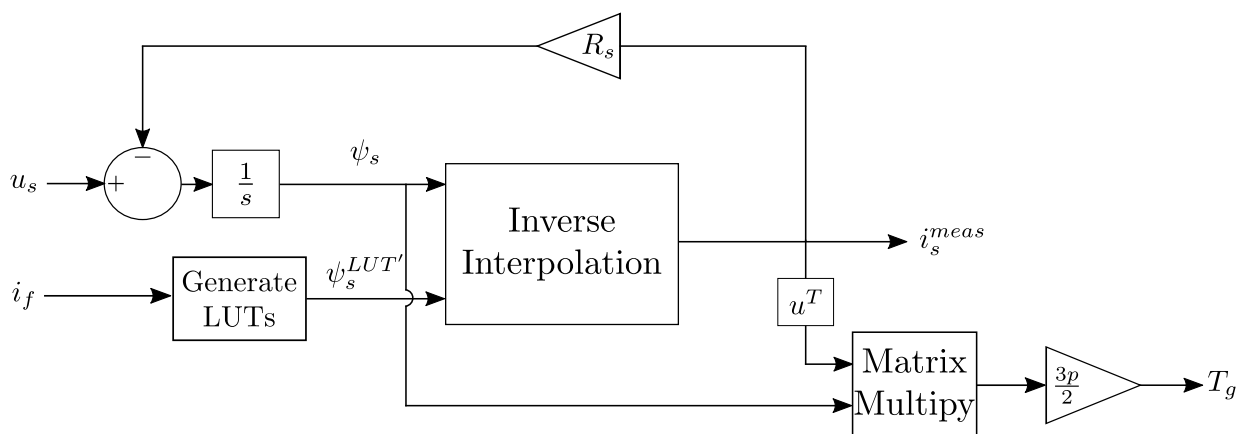 R_s
−
u_s
+
1/s
ψ_s
Inverse
Interpolation
i_s^{meas}
i_f
Generate
LUTs
ψ_s^{LUT'}
u^T
Matrix
Multipy
3p/2
T_g